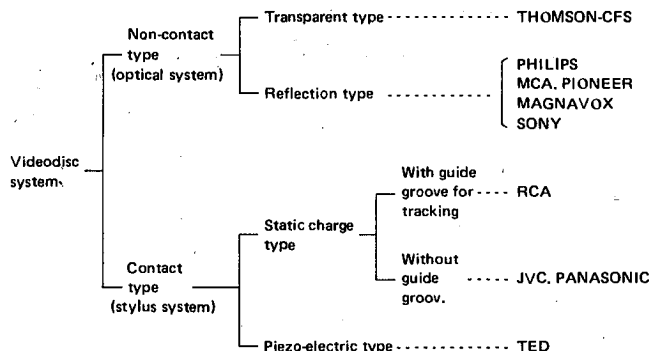 Transparent type
THOMSON-CFS
Non-contact
type
(optical system)
Reflection type
PHILIPS
MCA. PIONEER
MAGNAVOX
SONY
Videodisc
system
With guide
groove for
tracking
RCA
Static charge
type
Without
guide
groov.
JVC. PANASONIC
Contact
type
(stylus system)
Piezo-electric type
TED